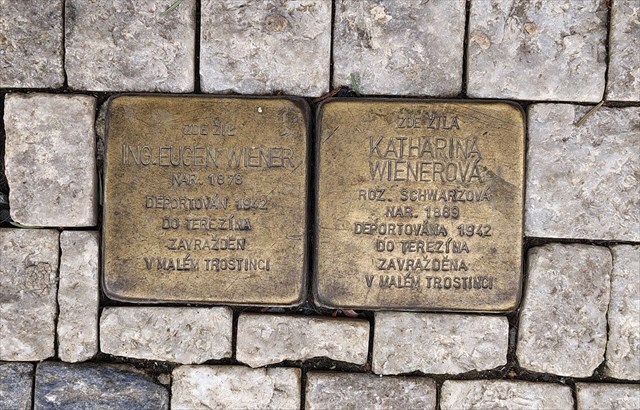 ZDE ŽIL
ING. EUGEN WIENER
NAR. 1878
DEPORTOVÁN 1942
DO TEREZÍNA
ZAVRAŽDĚN
V MALÉM TROSTINCI
ZDE ŽILA
KATHARINA
WIENEROVÁ
ROZ. SCHWARZOVÁ
NAR. 1889
DEPORTOVÁNA 1942
DO TEREZÍNA
ZAVRAŽDĚNA
V MALÉM TROSTINCI